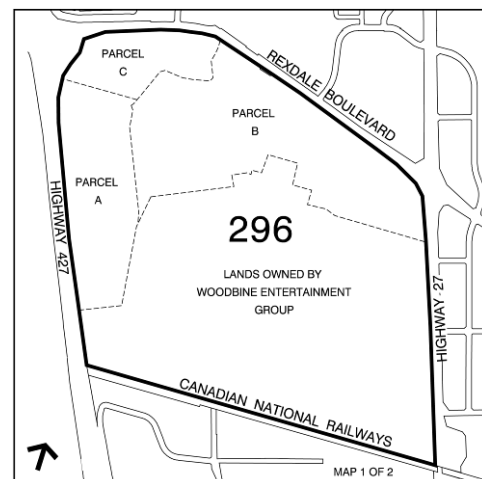 PARCEL
C
REXDALE BOULEVARD
PARCEL
B
PARCEL
A
HIGHWAY 427
296
LANDS OWNED BY
WOODBINE ENTERTAINMENT
GROUP
HIGHWAY 27
CANADIAN NATIONAL RAILWAYS
MAP 1 OF 2